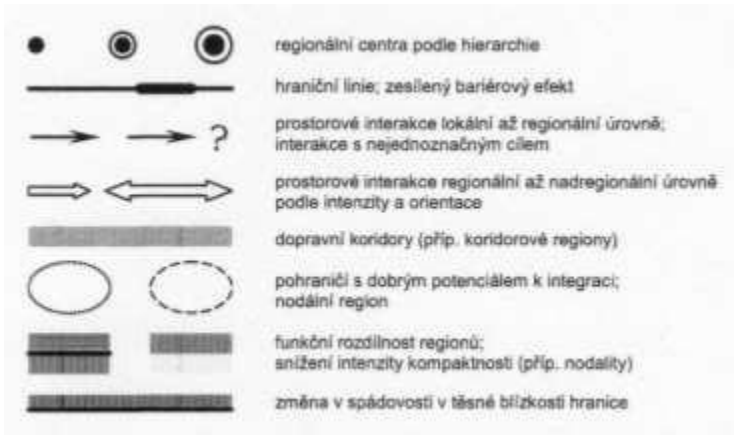 regionální centra podle hierarchie
hraniční linie; zesílený bariérový efekt
prostorové interakce lokální až regionální úrovně;
?
interakce s nejednoznačným cílem
prostorové interakce regionální až nadregionální úrovně
podle intenzity a orientace
dopravní koridory (příp. koridorové regiony)
pohraničí s dobrým potenciálem k integraci;
nodální region
funkční rozdílnost regionů;
snížení intenzity kompaktnosti (příp. nodality)
změna v spádovosti v těsné blízkosti hranice